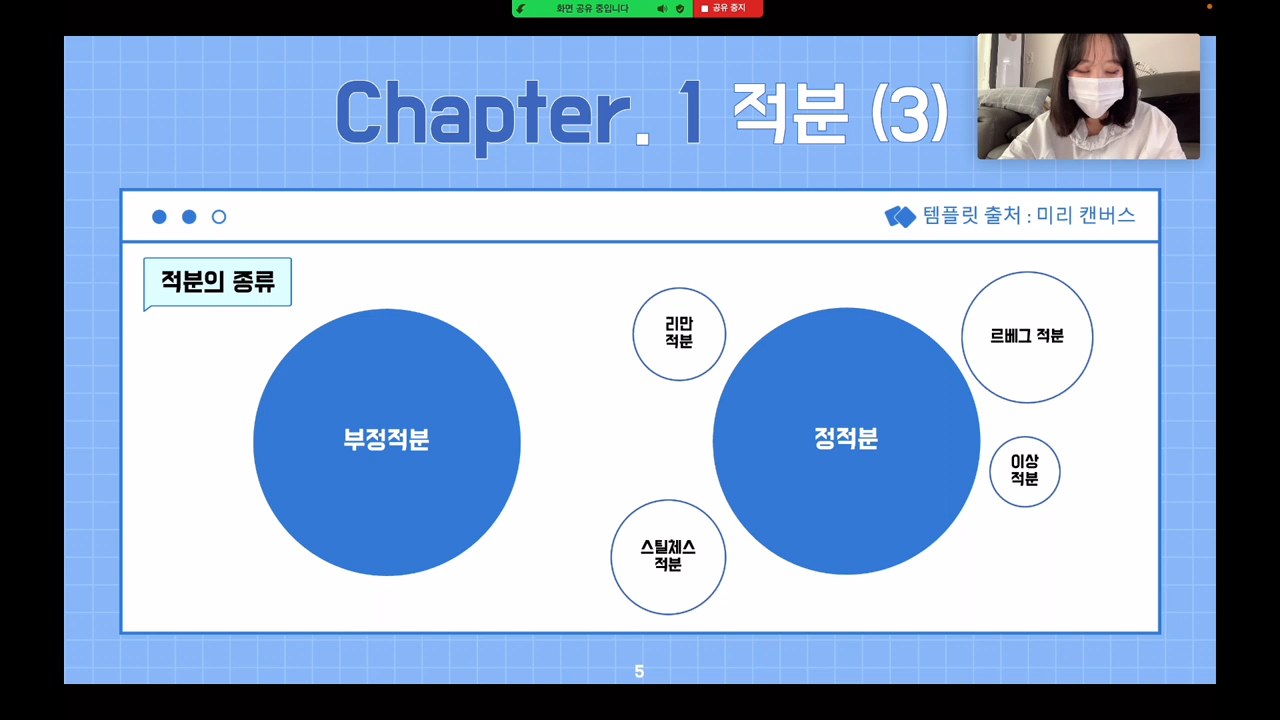 화면 공유 중입니다
공유 중지
Chapter. 1 적분 (3)
템플릿 출처 : 미리 캔버스
적분의 종류
부정적분
리만
적분
정적분
르베그 적분
이상
적분
스틸체스
적분
5